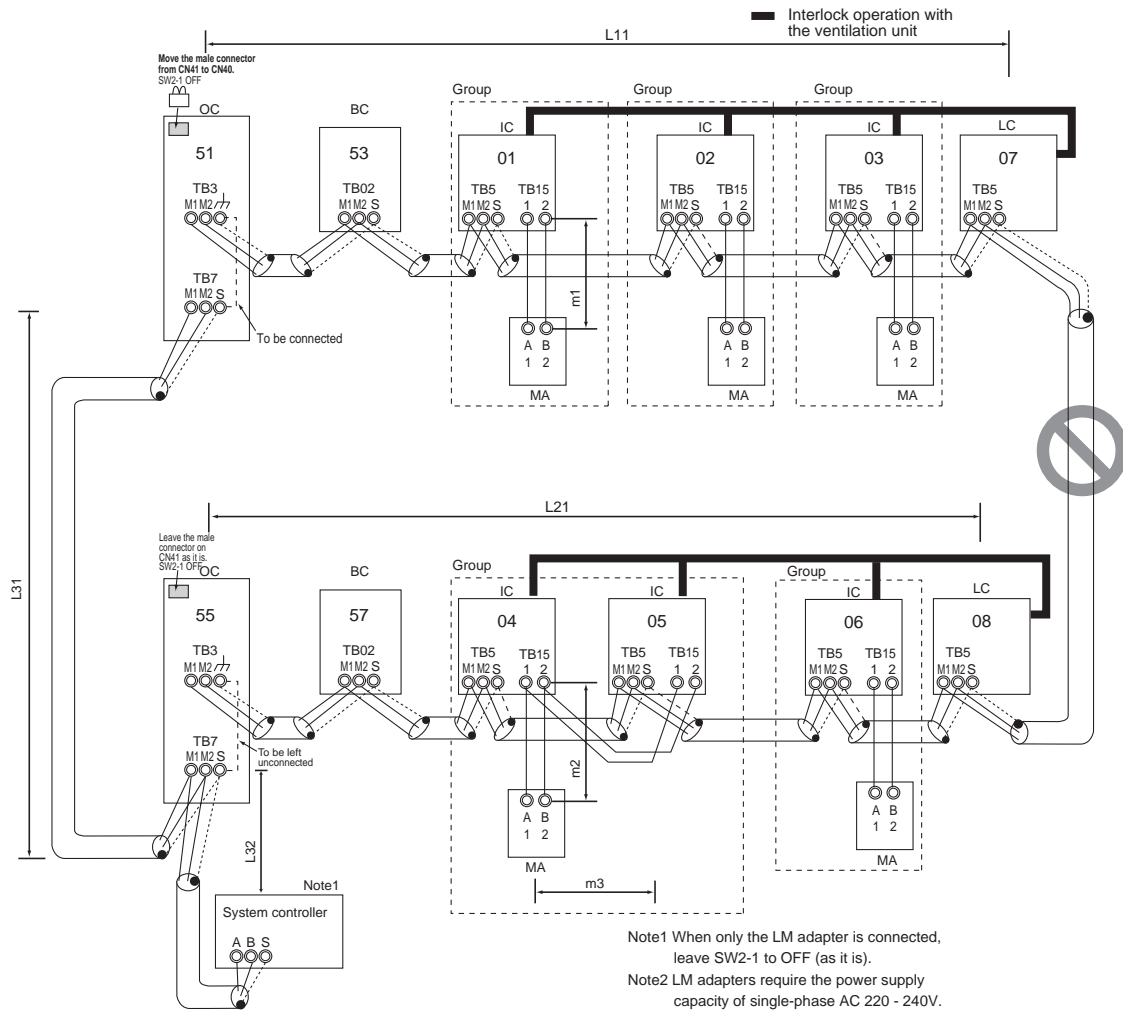 Interlock operation with
the ventilation unit
L11
Move the male connector
from CN41 to CN40.
SW2-1 OFF
OC
BC
Group
Group
Group
IC
IC
IC
LC
51
53
01
02
03
07
TB3
TB02
TB5 TB15
TB5 TB15
TB5 TB15
TB5
M1 M2
M1 M2 S
M1 M2 S 1 2
M1 M2 S 1 2
M1 M2 S 1 2
M1 M2 S
TB7
M1 M2 S
To be connected
m1
A B
1 2
MA
A B
1 2
MA
A B
1 2
MA
L31
L21
Leave the male
connector on
CN41 as it is.
SW2-1 OFF
OC
BC
Group
Group
IC
IC
IC
LC
55
57
04
05
06
08
TB3
TB02
TB5 TB15
TB5 TB15
TB5 TB15
TB5
M1 M2
M1 M2 S
M1 M2 S 1 2
M1 M2 S 1 2
M1 M2 S 1 2
M1 M2 S
TB7
M1 M2 S
To be left
unconnected
m2
A B
1 2
MA
A B
1 2
MA
m3
L32
Note1
System controller
A B S
Note1 When only the LM adapter is connected,
leave SW2-1 to OFF (as it is).
Note2 LM adapters require the power supply
capacity of single-phase AC 220 - 240V.